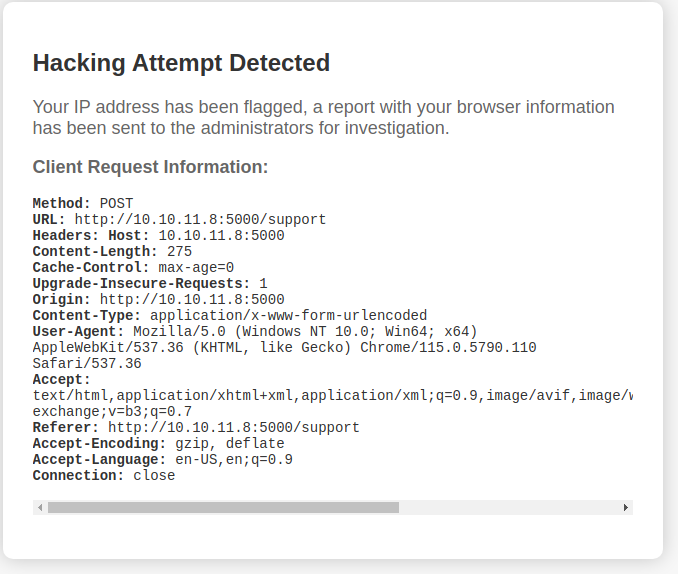 Hacking Attempt Detected
Your IP address has been flagged, a report with your browser information
has been sent to the administrators for investigation.
Client Request Information:
Method: POST
URL: http://10.10.11.8:5000/support
Headers: Host: 10.10.11.8:5000
Content-Length: 275
Cache-Control: max-age=0
Upgrade-Insecure-Requests: 1
Origin: http://10.10.11.8:5000
Content-Type: application/x-www-form-urlencoded
User-Agent: Mozilla/5.0 (Windows NT 10.0; Win64; x64)
AppleWebKit/537.36 (KHTML, like Gecko) Chrome/115.0.5790.110
Safari/537.36
Accept:
text/html,application/xhtml+xml,application/xml;q=0.9,image/avif,image/
exchange;v=b3;q=0.7
Referer: http://10.10.11.8:5000/support
Accept-Encoding: gzip, deflate
Accept-Language: en-US,en;q=0.9
Connection: close